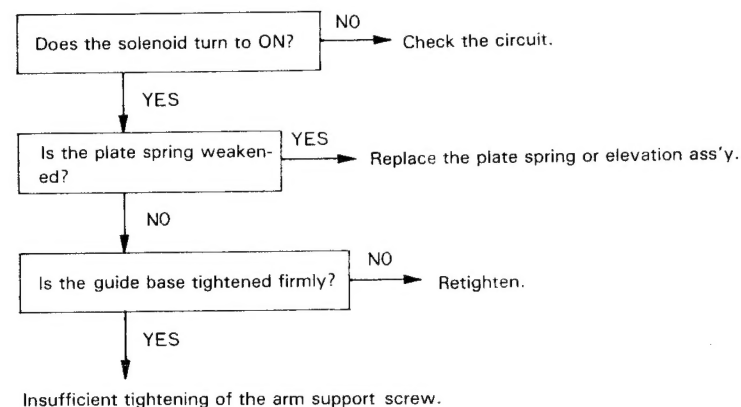 NO
Does the solenoid turn to ON?
Check the circuit.
YES
Is the plate spring weaken-
ed?
YES
Replace the plate spring or elevation ass'y.
NO
Is the guide base tightened firmly?
NO
Retighten.
YES
Insufficient tightening of the arm support screw.